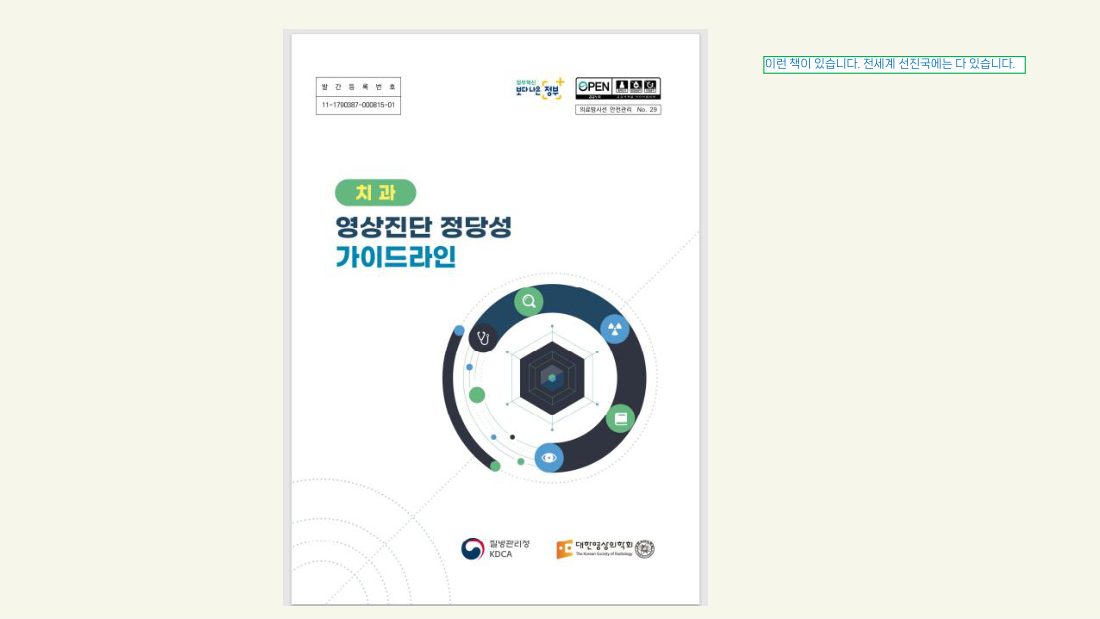 이런 책이 있습니다. 전세계 선진국에는 다 있습니다.
발 간 등 록 번 호
11-1790387-000815-01
정부혁신
보다나은 정부
OPEN
의료방사선 안전관리 No. 29
치 과
영상진단 정당성
가이드라인
질병관리청
KDCA
대한영상의학회
The Korean Society of Radiology